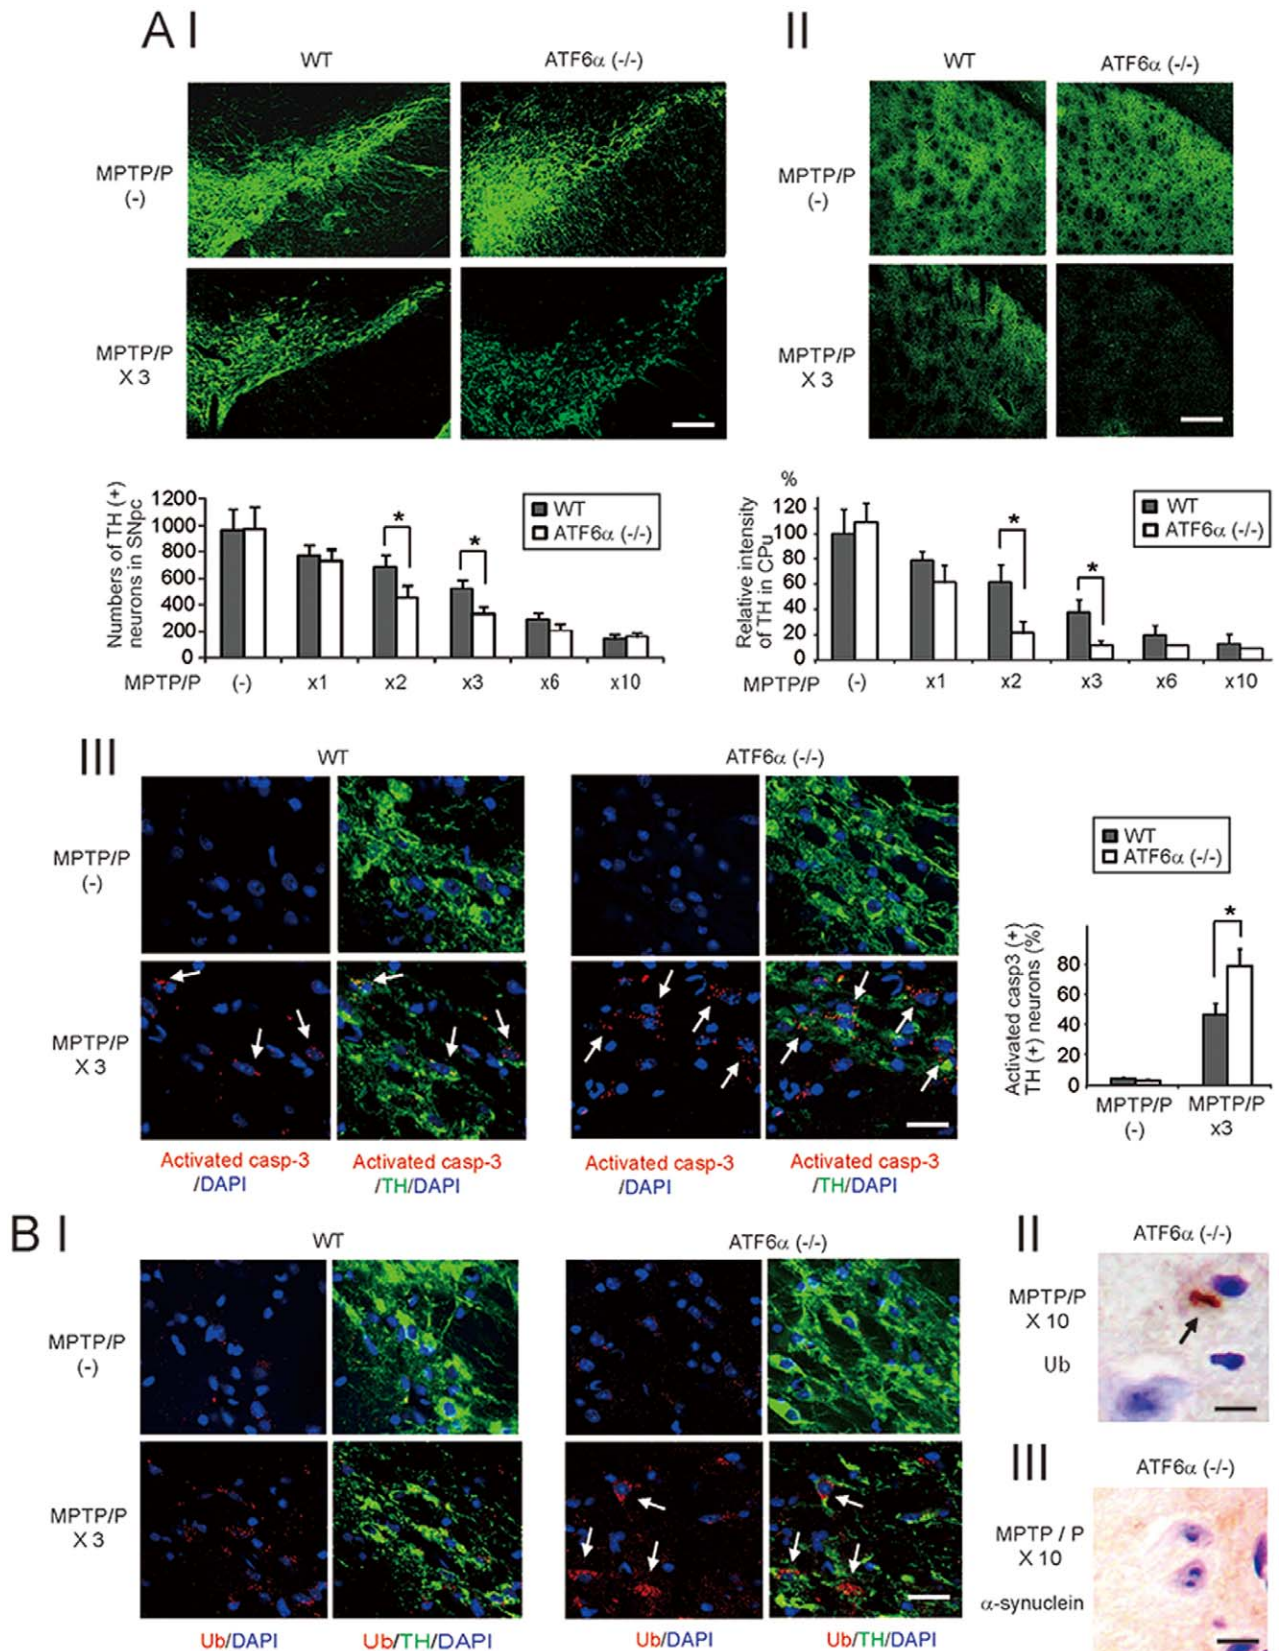 A I
II
WT
ATF6α (-/-)
WT
ATF6α (-/-)
MPTP/P
(-)
MPTP/P
(-)
MPTP/P
X 3
MPTP/P
X 3
Numbers of TH (+)
neurons in SNpc
1200
1000
800
600
400
200
0
*
*
WT
ATF6α (-/-)
MPTP/P
(-)
x1
x2
x3
x6
x10
%
Relative intensity
of TH in CPu
120
100
80
60
40
20
0
*
*
WT
ATF6α (-/-)
MPTP/P
(-)
x1
x2
x3
x6
x10
III
WT
ATF6α (-/-)
MPTP/P
(-)
MPTP/P
X 3
Activated casp-3
/DAPI
Activated casp-3
/TH/DAPI
Activated casp-3
/DAPI
Activated casp-3
/TH/DAPI
WT
ATF6α (-/-)
Activated casp3 (+)
TH (+) neurons (%)
80
60
40
20
0
*
MPTP/P
(-)
MPTP/P
x3
B I
WT
ATF6α (-/-)
MPTP/P
(-)
MPTP/P
X 3
Ub/DAPI
Ub/TH/DAPI
Ub/DAPI
Ub/TH/DAPI
II
ATF6α (-/-)
MPTP/P
X 10
Ub
III
ATF6α (-/-)
MPTP / P
X 10
α-synuclein